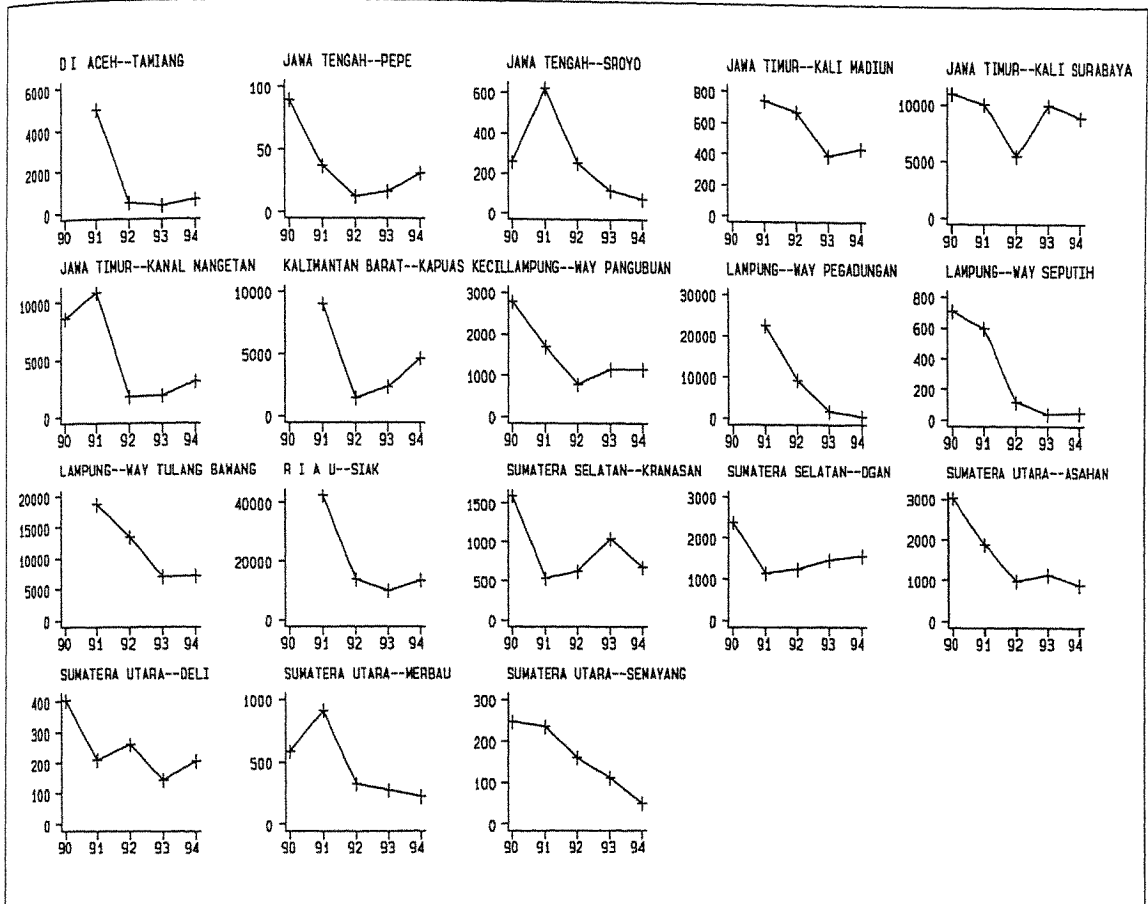 D I ACEH--TAMIANG
6000
4000
2000
0
90 91 92 93 94
JAWA TENGAH--PEPE
100
50
0
90 91 92 93 94
JAWA TENGAH--SROYO
600
400
200
0
90 91 92 93 94
JAWA TIMUR--KALI MADIUN
800
600
400
200
0
90 91 92 93 94
JAWA TIMUR--KALI SURABAYA
10000
5000
0
90 91 92 93 94
JAWA TIMUR--KANAL MANGETAN
10000
5000
0
90 91 92 93 94
KALIMANTAN BARAT--KAPUAS KECIL
10000
5000
0
90 91 92 93 94
LAMPUNG--WAY PANGUBUAN
3000
2000
1000
0
90 91 92 93 94
LAMPUNG--WAY PEGADUNGAN
30000
20000
10000
0
90 91 92 93 94
LAMPUNG--WAY SEPUTIH
800
600
400
200
0
90 91 92 93 94
LAMPUNG--WAY TULANG BAWANG
20000
15000
10000
5000
0
90 91 92 93 94
R I A U--SIAK
40000
20000
0
90 91 92 93 94
SUMATERA SELATAN--KRAMASAN
1500
1000
500
0
90 91 92 93 94
SUMATERA SELATAN--OGAN
3000
2000
1000
0
90 91 92 93 94
SUMATERA UTARA--ASAHAN
3000
2000
1000
0
90 91 92 93 94
SUMATERA UTARA--DELI
400
300
200
100
0
90 91 92 93 94
SUMATERA UTARA--MERBAU
1000
500
0
90 91 92 93 94
SUMATERA UTARA--SEMAYANG
300
200
100
0
90 91 92 93 94